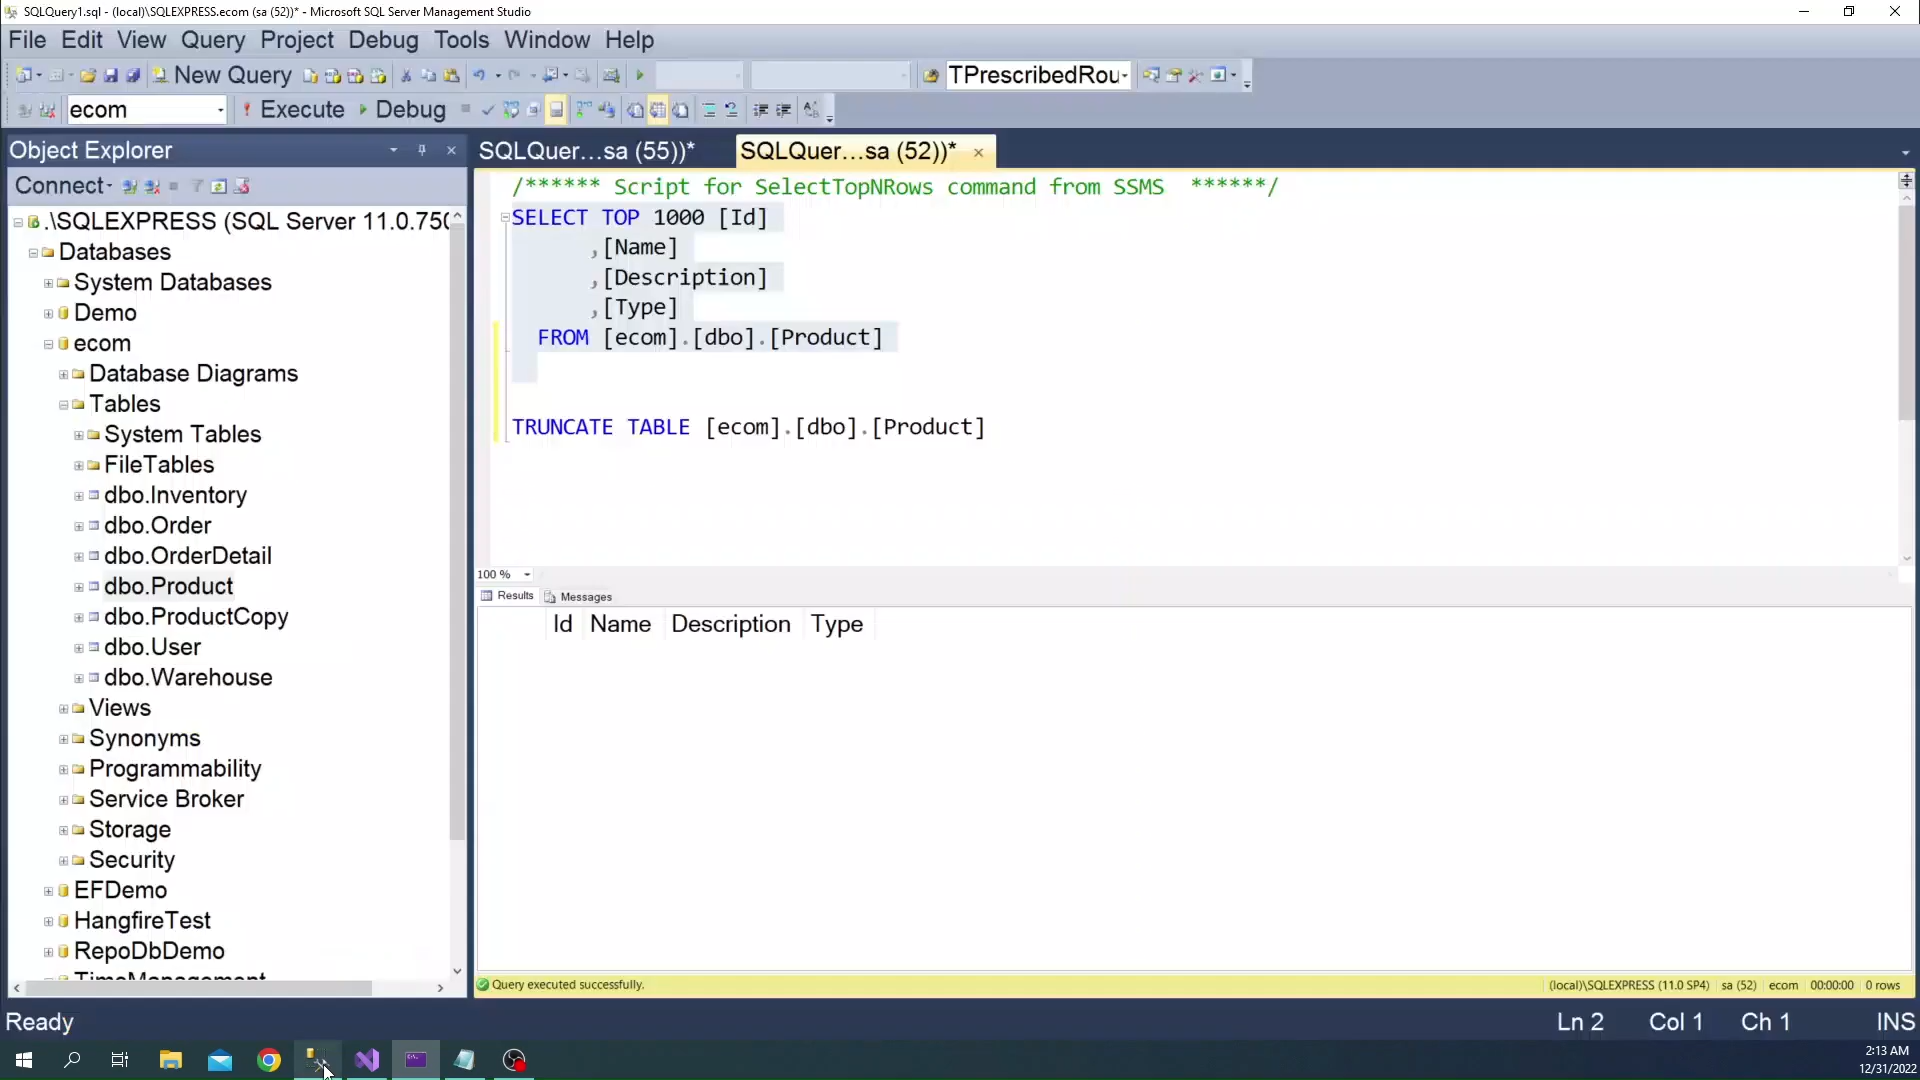 SQLQuery1.sql - (local)\SQLEXPRESS.ecom (sa (52))* - Microsoft SQL Server Management Studio
File Edit View Query Project Debug Tools Window Help
New Query TPrescribedRou
ecom Execute Debug
Object Explorer
SQLQuer...sa (55))* SQLQuer...sa (52))*
Connect
.\SQLEXPRESS (SQL Server 11.0.750
Databases
System Databases
Demo
ecom
Database Diagrams
Tables
System Tables
FileTables
dbo.Inventory
dbo.Order
dbo.OrderDetail
dbo.Product
dbo.ProductCopy
dbo.User
dbo.Warehouse
Views
Synonyms
Programmability
Service Broker
Storage
Security
EFDemo
HangfireTest
RepoDbDemo
TimeManagement
/****** Script for SelectTopNRows command from SSMS ******/
SELECT TOP 1000 [Id]
,[Name]
,[Description]
,[Type]
FROM [ecom].[dbo].[Product]
TRUNCATE TABLE [ecom].[dbo].[Product]
100 %
Results Messages
Id Name Description Type
Query executed successfully. (local)\SQLEXPRESS (11.0 SP4) sa (52) ecom 00:00:00 0 rows
Ready Ln 2 Col 1 Ch 1 INS
2:13 AM
12/31/2022